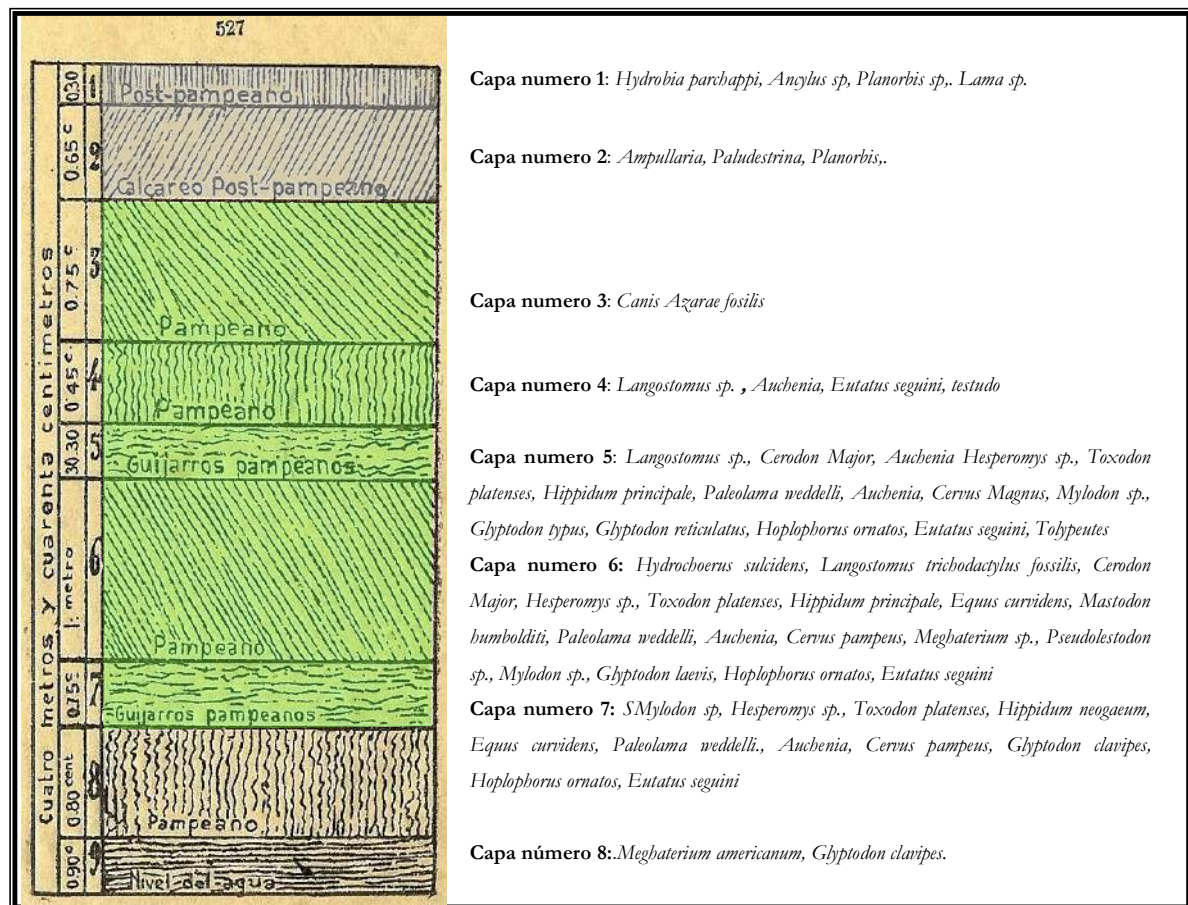 527
Cuatro metros y cuarenta centimetros
0.30
1
Post-pampeano
0.65 c
2
Calcareo Post-pampeano
0.75 c
3
Pampeano
0.45 c.
4
Pampeano
30.30
5
Guijarros pampeanos
1: metro
6
Pampeano
0.75 c
7
Guijarros pampeanos
0.80 cent
8
Pampeano
0.90 c
9
Nivel del agua
Capa numero 1: Hydrobia parchappi, Ancylus sp, Planorbis sp,. Lama sp.
Capa numero 2: Ampullaria, Paludestrina, Planorbis,.
Capa numero 3: Canis Azarae fosilis
Capa numero 4: Langostomus sp. , Auchenia, Eutatus seguini, testudo
Capa numero 5: Langostomus sp., Cerodon Major, Auchenia Hesperomys sp., Toxodon
platenses, Hippidum principale, Paleolama weddelli, Auchenia, Cervus Magnus, Mylodon sp.,
Glyptodon typus, Glyptodon reticulatus, Hoplophorus ornatos, Eutatus seguini, Tolypeutes
Capa numero 6: Hydrochoerus sulcidens, Langostomus trichodactylus fossilis, Cerodon
Major, Hesperomys sp., Toxodon platenses, Hippidum principale, Equus curvidens, Mastodon
humbolditi, Paleolama weddelli, Auchenia, Cervus pampeus, Meghaterium sp., Pseudolestodon
sp., Mylodon sp., Glyptodon laevis, Hoplophorus ornatos, Eutatus seguini
Capa numero 7: SMylodon sp, Hesperomys sp., Toxodon platenses, Hippidum neogaeum,
Equus curvidens, Paleolama weddelli., Auchenia, Cervus pampeus, Glyptodon clavipes,
Hoplophorus ornatos, Eutatus seguini
Capa número 8:.Meghaterium americanum, Glyptodon clavipes.